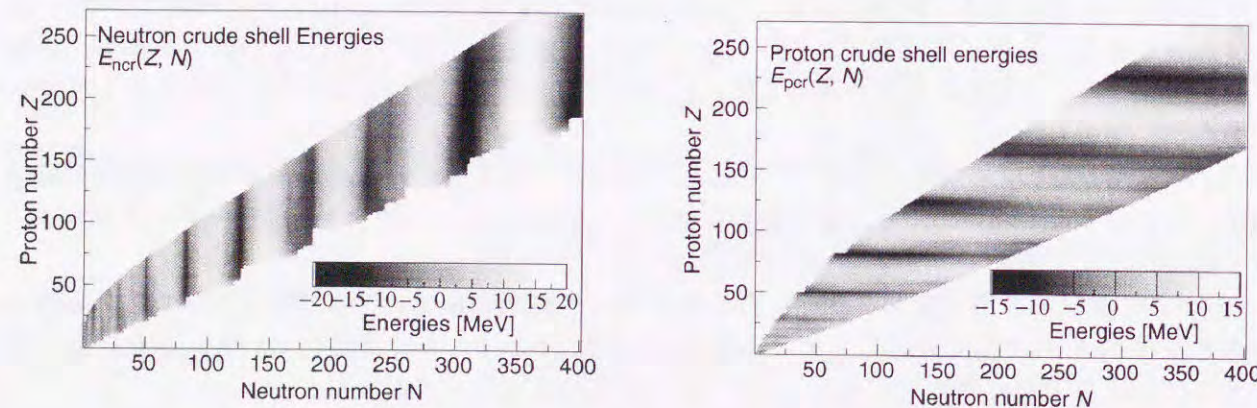 Neutron crude shell Energies
E_ncr(Z, N)
Proton number Z
250
200
150
100
50
−20−15−10 −5 0 5 10 15 20
Energies [MeV]
50 100 150 200 250 300 350 400
Neutron number N
Proton crude shell energies
E_pcr(Z, N)
Proton number Z
250
200
150
100
50
−15 −10 −5 0 5 10 15
Energies [MeV]
50 100 150 200 250 300 350 400
Neutron number N